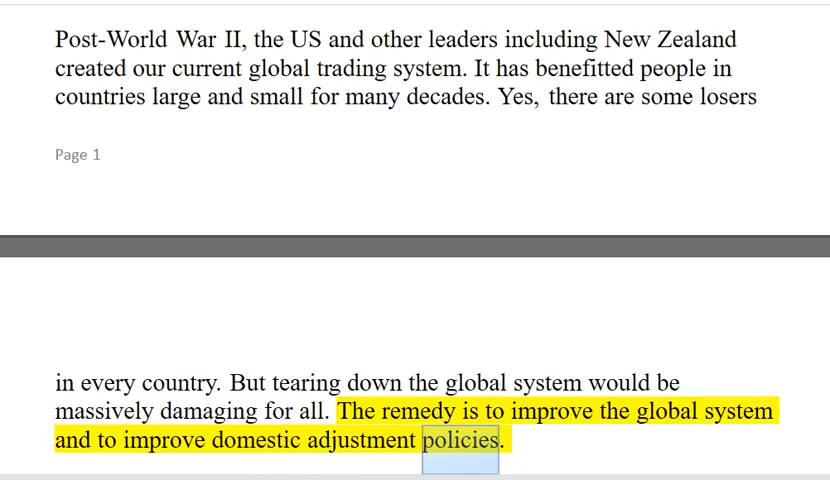 Post-World War II, the US and other leaders including New Zealand
created our current global trading system. It has benefitted people in
countries large and small for many decades. Yes, there are some losers
Page 1
in every country. But tearing down the global system would be
massively damaging for all. The remedy is to improve the global system
and to improve domestic adjustment policies.